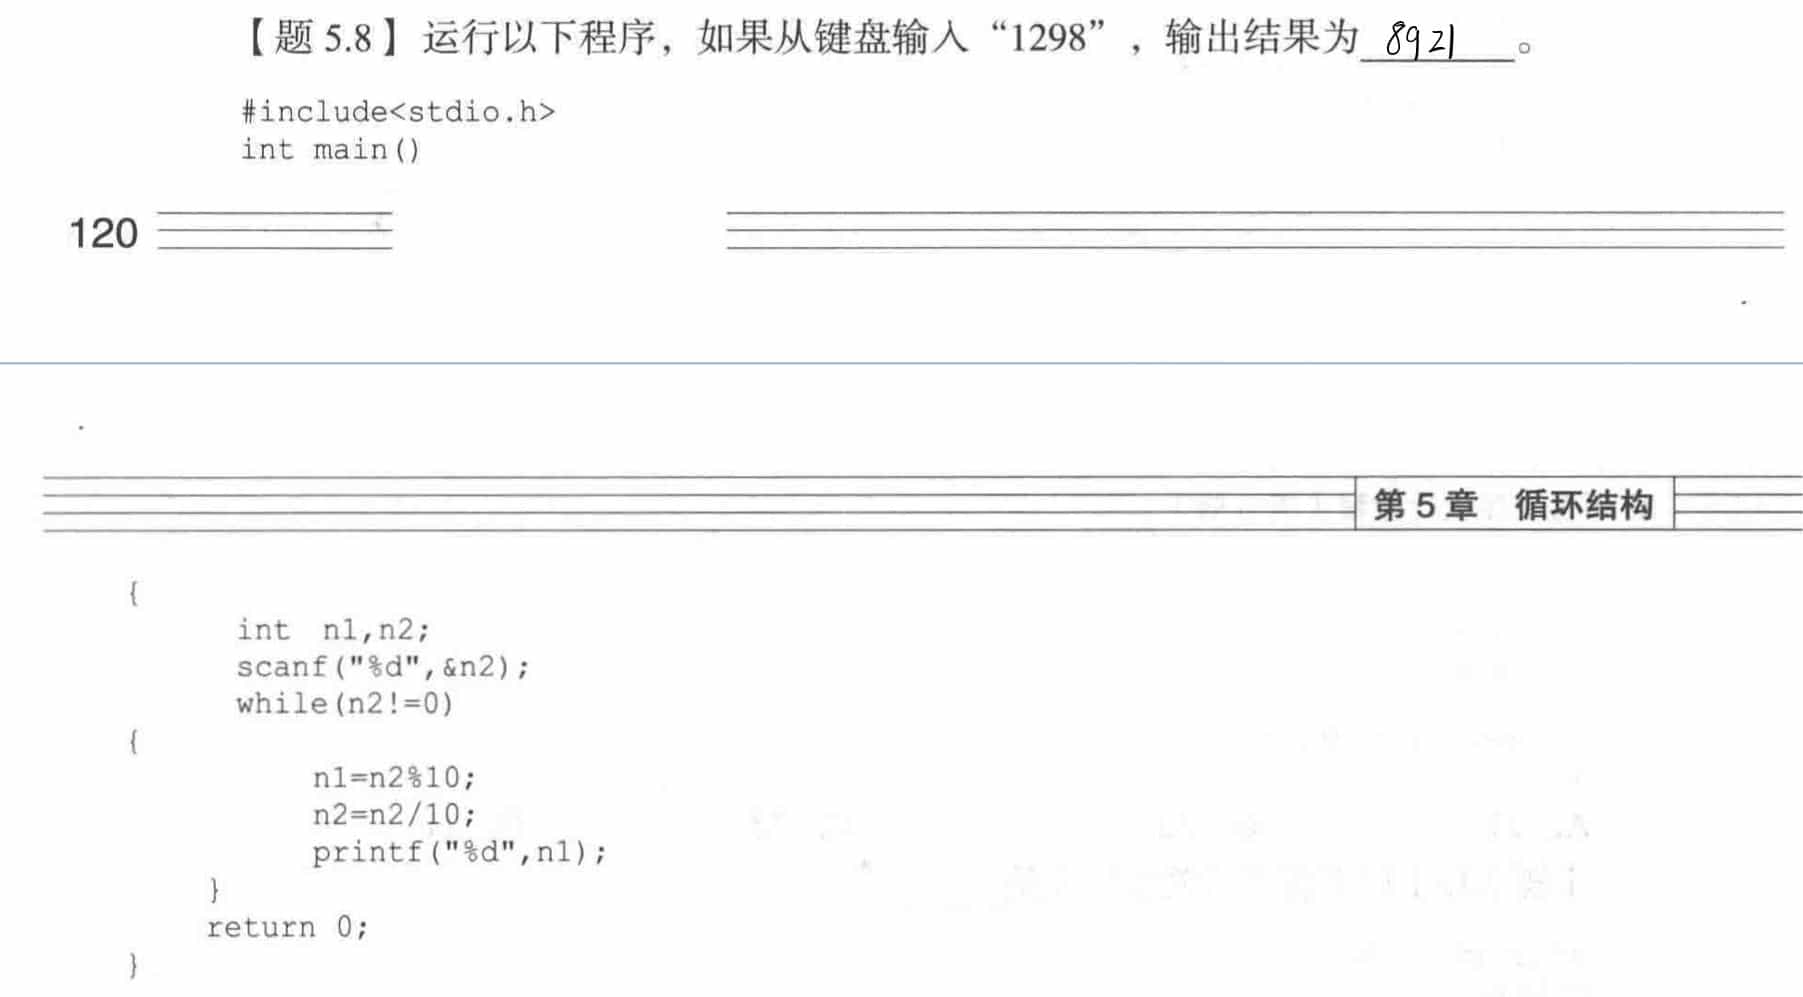 【题 5.8】运行以下程序，如果从键盘输入“1298”，输出结果为 8921 。
#include<stdio.h>
int main()
120
第 5 章 循环结构
{
int n1,n2;
scanf("%d",&n2);
while(n2!=0)
{
n1=n2%10;
n2=n2/10;
printf("%d",n1);
}
return 0;
}